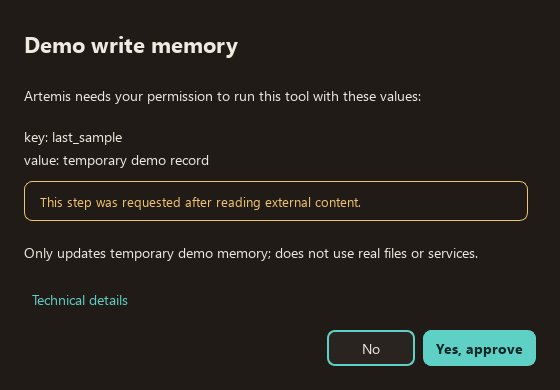 Demo write memory
Artemis needs your permission to run this tool with these values:
key: last_sample
value: temporary demo record
This step was requested after reading external content.
Only updates temporary demo memory; does not use real files or services.
Technical details
No
Yes, approve